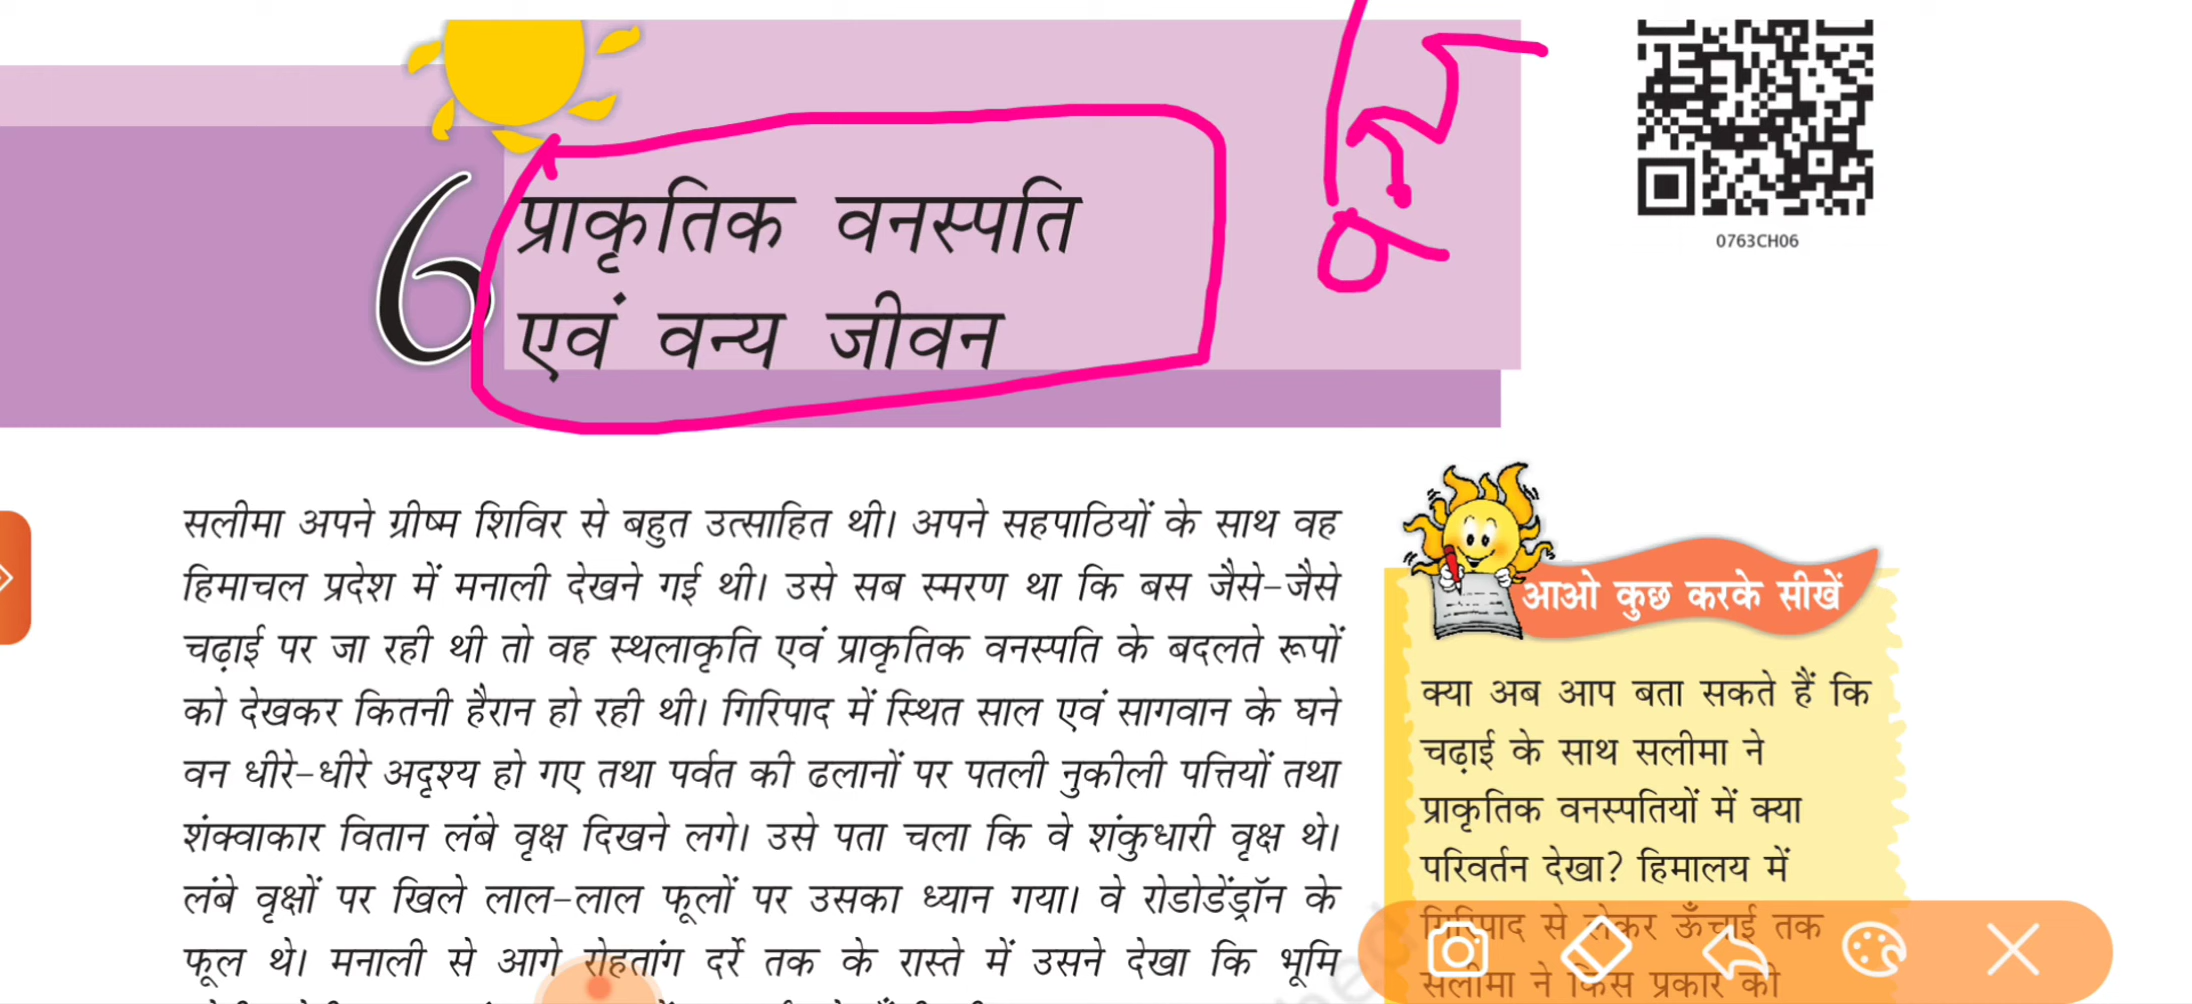 6
प्राकृतिक वनस्पति
एवं वन्य जीवन
0763CH06
सलीमा अपने ग्रीष्म शिविर से बहुत उत्साहित थी। अपने सहपाठियों के साथ वह
हिमाचल प्रदेश में मनाली देखने गई थी। उसे सब स्मरण था कि बस जैसे-जैसे
चढ़ाई पर जा रही थी तो वह स्थलाकृति एवं प्राकृतिक वनस्पति के बदलते रूपों
को देखकर कितनी हैरान हो रही थी। गिरिपाद में स्थित साल एवं सागवान के घने
वन धीरे-धीरे अदृश्य हो गए तथा पर्वत की ढलानों पर पतली नुकीली पत्तियों तथा
शंक्वाकार वितान लंबे वृक्ष दिखने लगे। उसे पता चला कि वे शंकुधारी वृक्ष थे।
लंबे वृक्षों पर खिले लाल-लाल फूलों पर उसका ध्यान गया। वे रोडोडेंड्रॉन के
फूल थे। मनाली से आगे रोहतांग दर्रे तक के रास्ते में उसने देखा कि भूमि
आओ कुछ करके सीखें
क्या अब आप बता सकते हैं कि
चढ़ाई के साथ सलीमा ने
प्राकृतिक वनस्पतियों में क्या
परिवर्तन देखा? हिमालय में
गिरिपाद से लेकर ऊँचाई तक
सलीमा ने किस प्रकार की